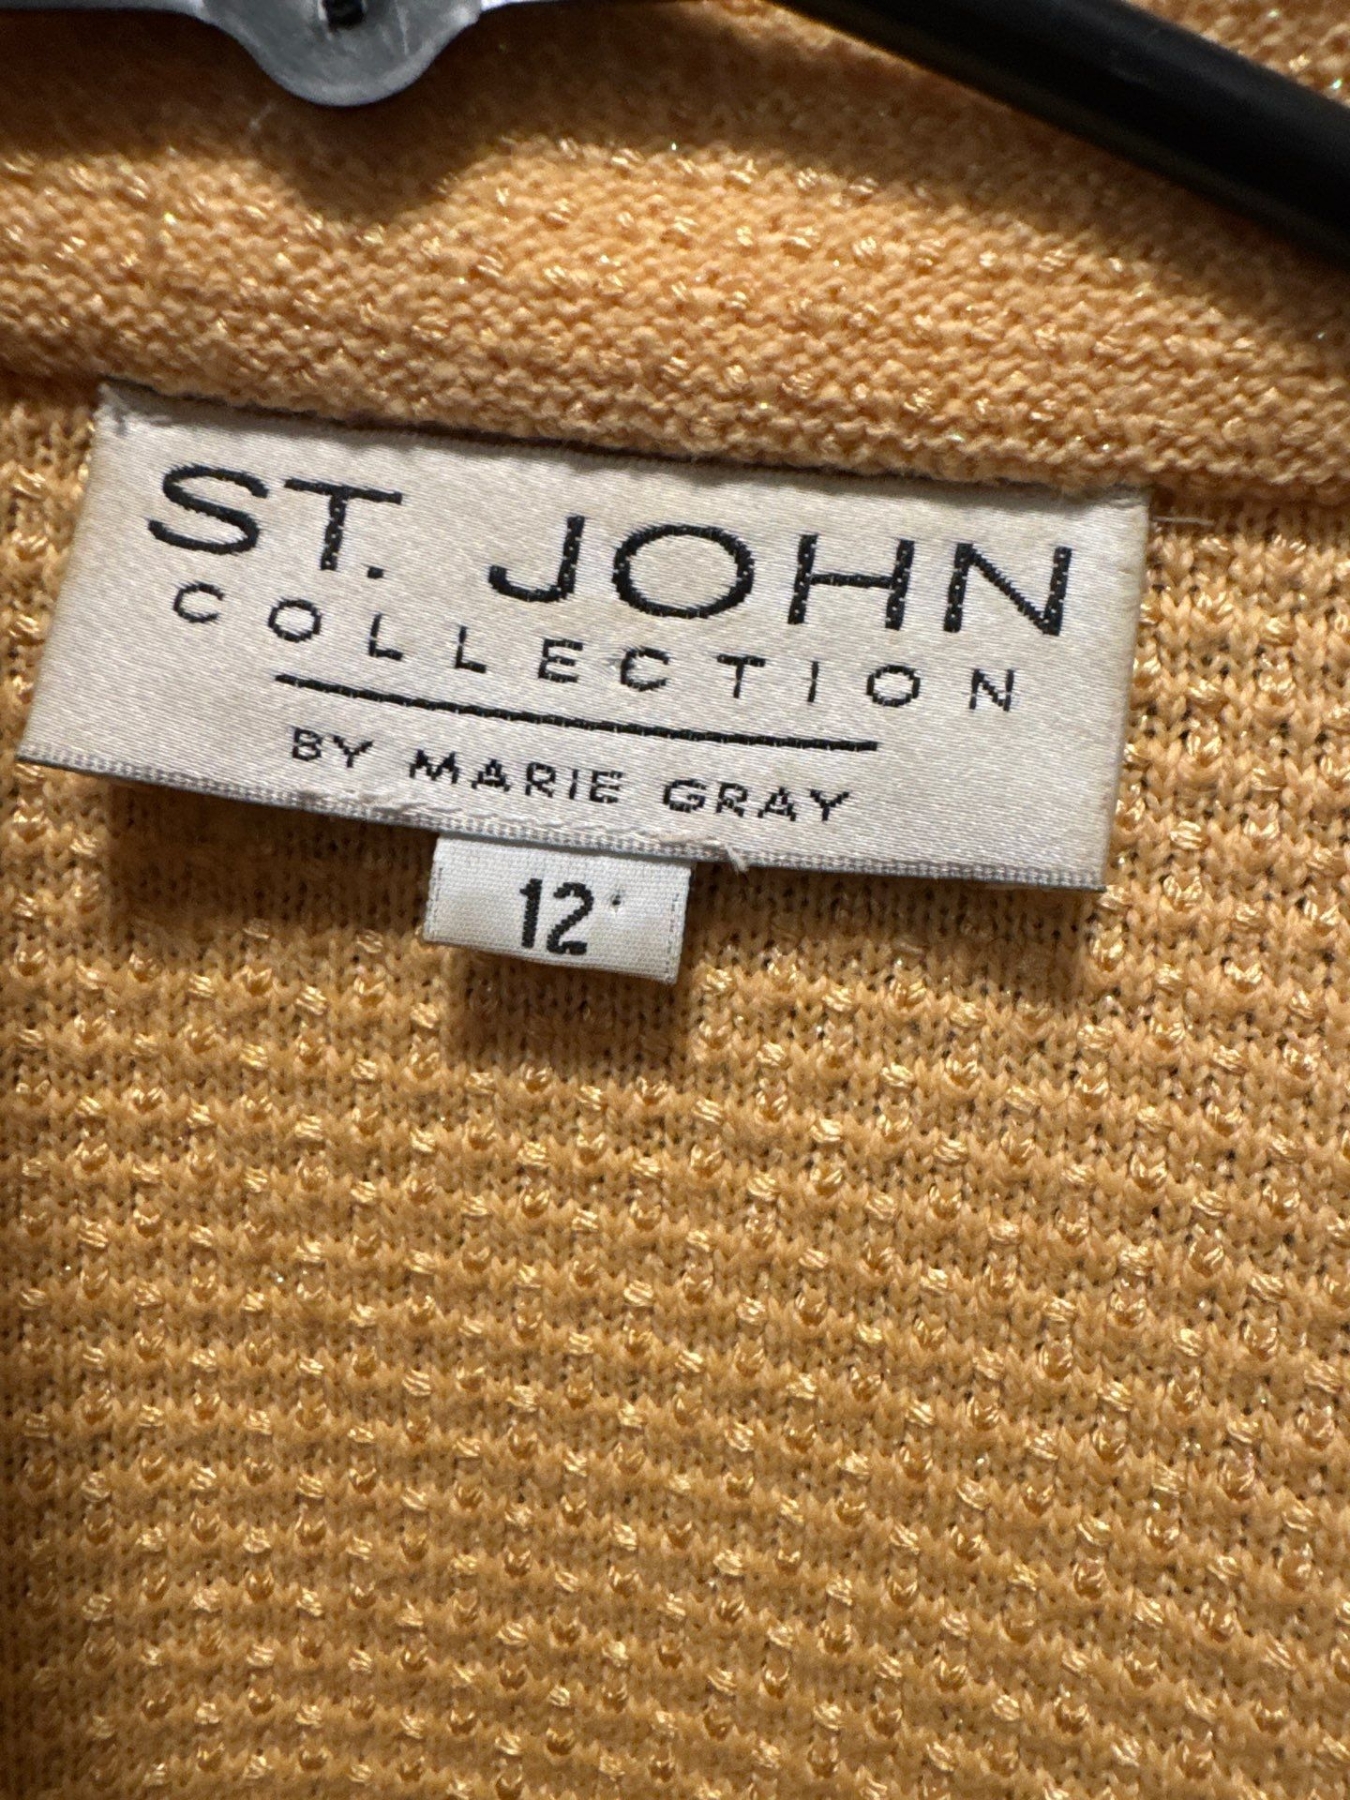 ST. JOHN
COLLECTION
BY MARIE GRAY
12